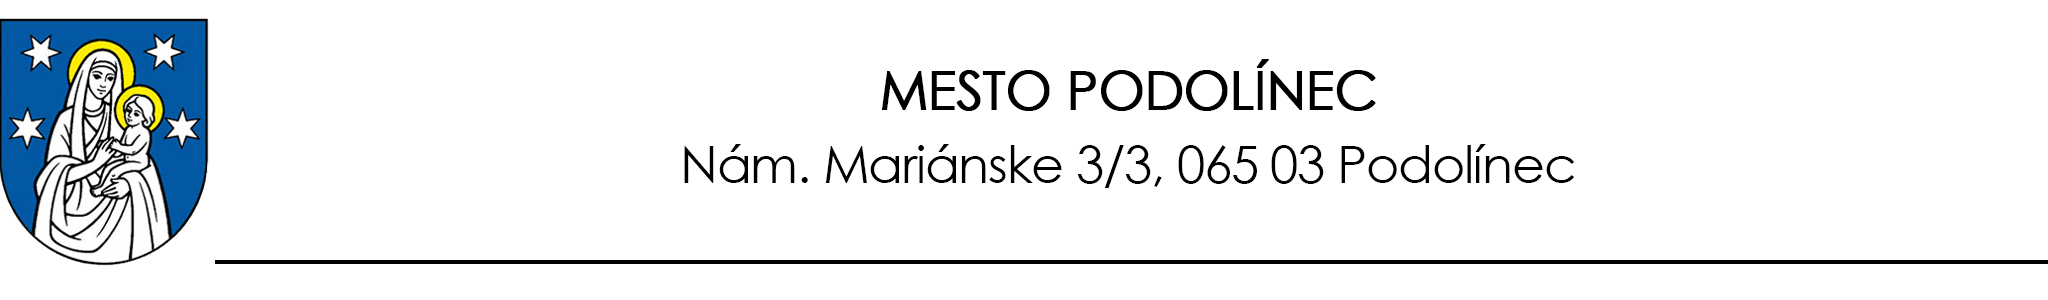 MESTO PODOLÍNEC
Nám. Mariánske 3/3, 065 03 Podolínec